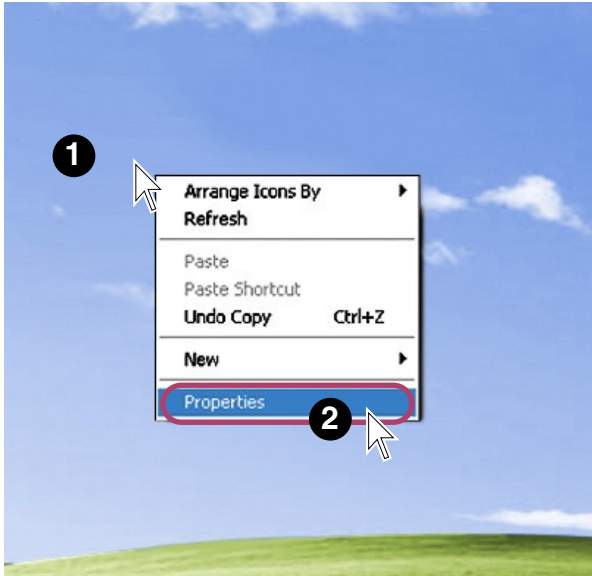 1
Arrange Icons By
Refresh
Paste
Paste Shortcut
Undo Copy Ctrl+Z
New
Properties
2